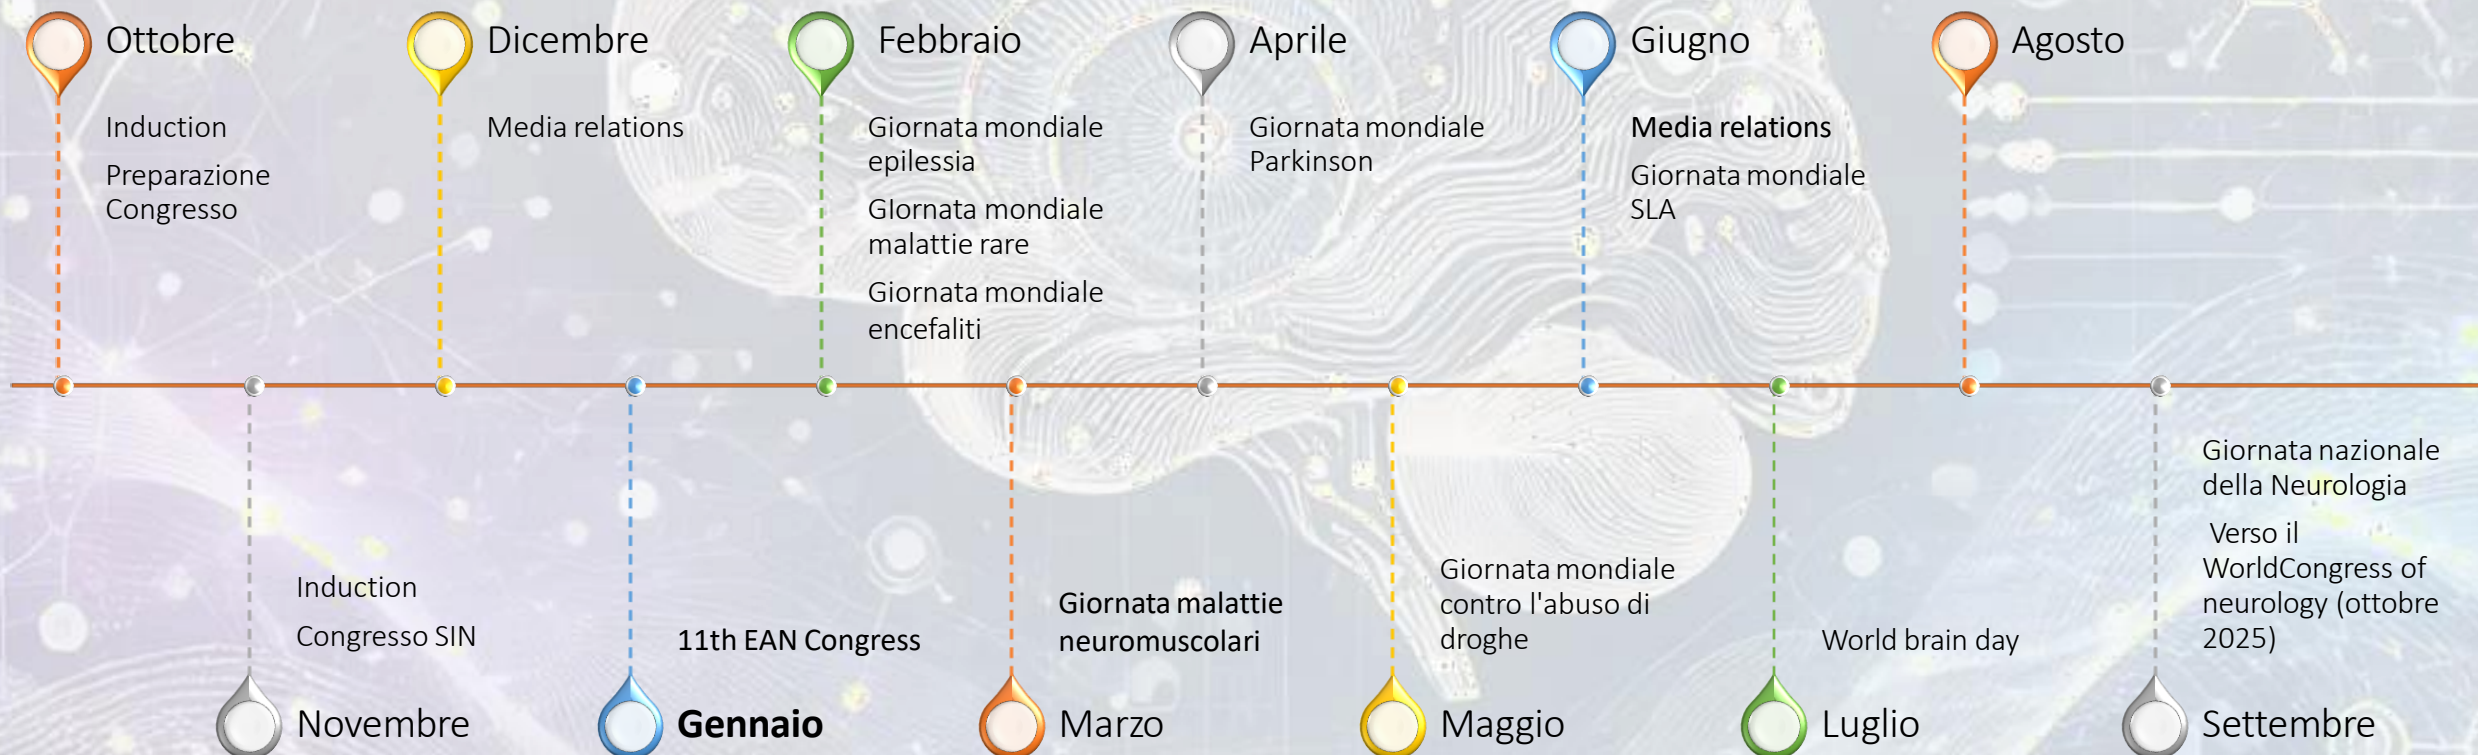 Ottobre
Induction
Preparazione
Congresso
Novembre
Induction
Congresso SIN
Dicembre
Media relations
Gennaio
11th EAN Congress
Febbraio
Giornata mondiale
epilessia
GIornata mondiale
malattie rare
Giornata mondiale
encefaliti
Marzo
Giornata malattie
neuromuscolari
Aprile
Giornata mondiale
Parkinson
Maggio
Giornata mondiale
contro l'abuso di
droghe
Giugno
Media relations
Giornata mondiale
SLA
Luglio
World brain day
Agosto
Settembre
Giornata nazionale
della Neurologia
Verso il
WorldCongress of
neurology (ottobre
2025)